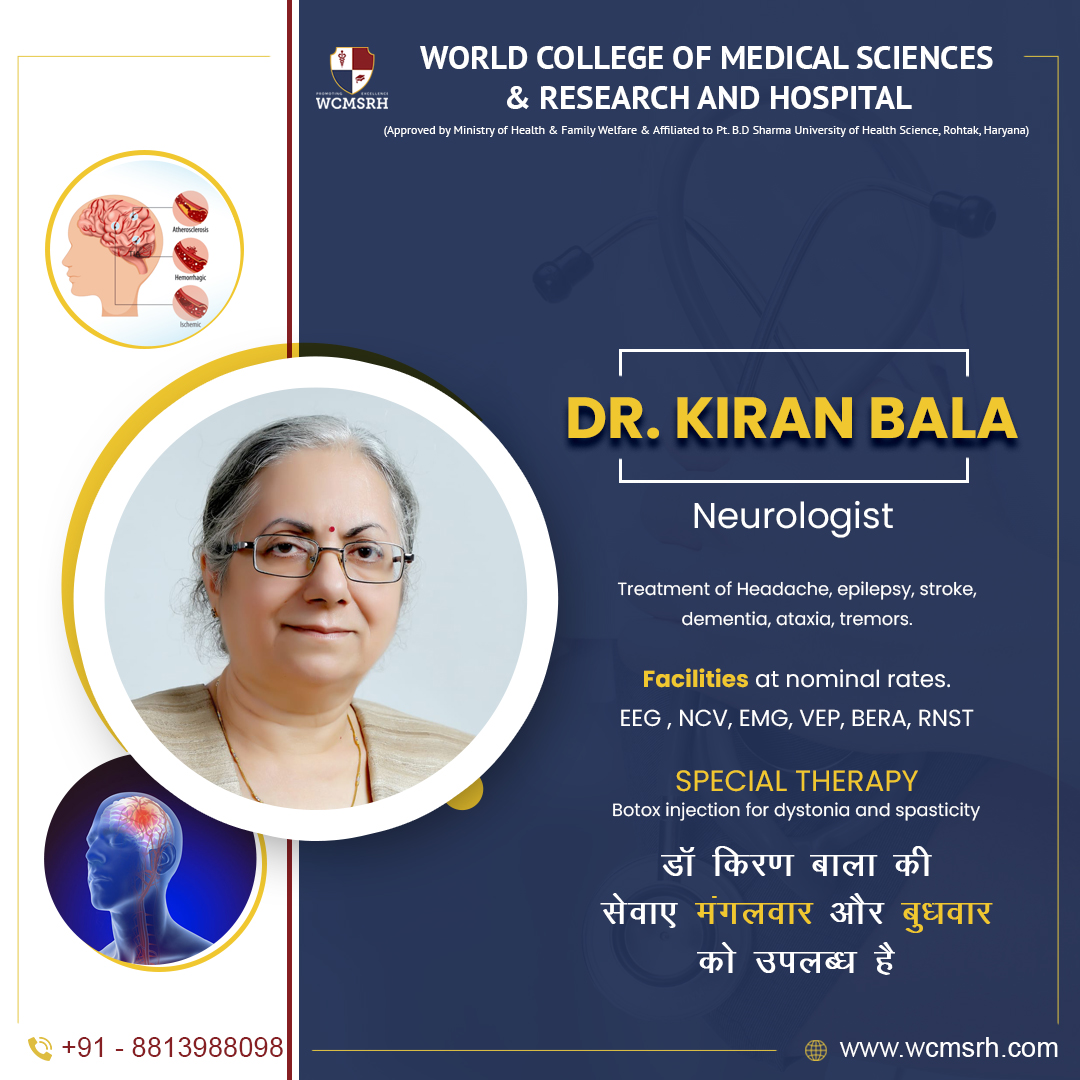 WORLD COLLEGE OF MEDICAL SCIENCES
& RESEARCH AND HOSPITAL
(Approved by Ministry of Health & Family Welfare & Affiliated to Pt. B.D Sharma University of Health Science, Rohtak, Haryana)
PROMOTING EXCELLENCE
WCMSRH
Atherosclerosis
Hemorrhagic
Ischemic
DR. KIRAN BALA
Neurologist
Treatment of Headache, epilepsy, stroke,
dementia, ataxia, tremors.
Facilities at nominal rates.
EEG , NCV, EMG, VEP, BERA, RNST
SPECIAL THERAPY
Botox injection for dystonia and spasticity
डॉ किरण बाला की
सेवाए मंगलवार और बुधवार
को उपलब्ध है
+91 - 8813988098
www.wcmsrh.com